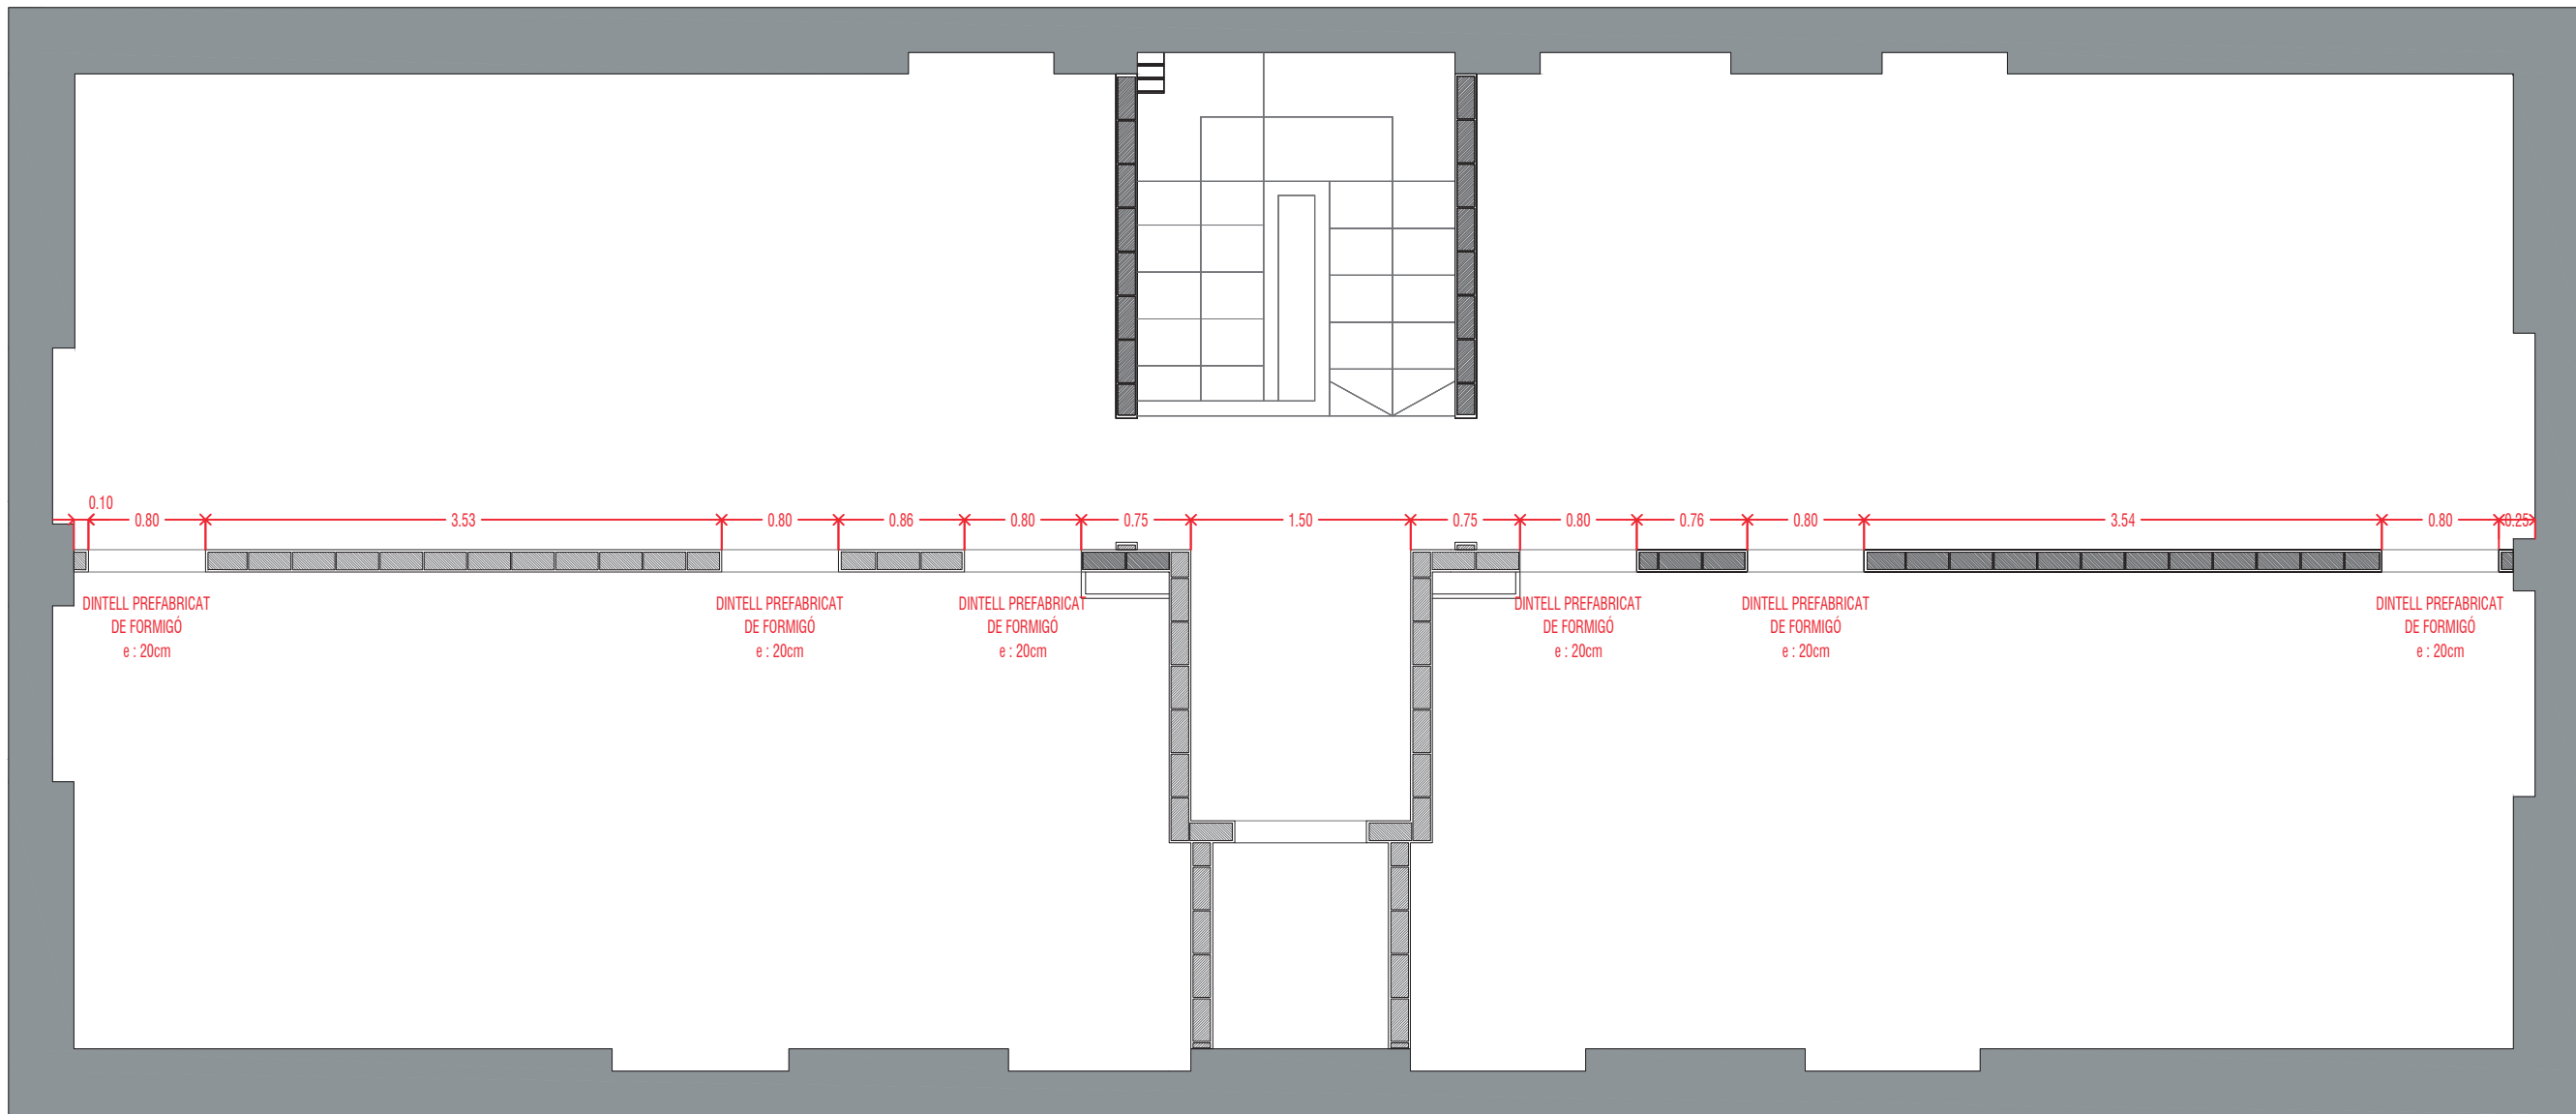 0.10
0.80
3.53
0.80
0.86
0.80
0.75
1.50
0.75
0.80
0.76
0.80
3.54
0.80
0.25
DINTELL PREFABRICAT
DE FORMIGÓ
e : 20cm
DINTELL PREFABRICAT
DE FORMIGÓ
e : 20cm
DINTELL PREFABRICAT
DE FORMIGÓ
e : 20cm
DINTELL PREFABRICAT
DE FORMIGÓ
e : 20cm
DINTELL PREFABRICAT
DE FORMIGÓ
e : 20cm
DINTELL PREFABRICAT
DE FORMIGÓ
e : 20cm